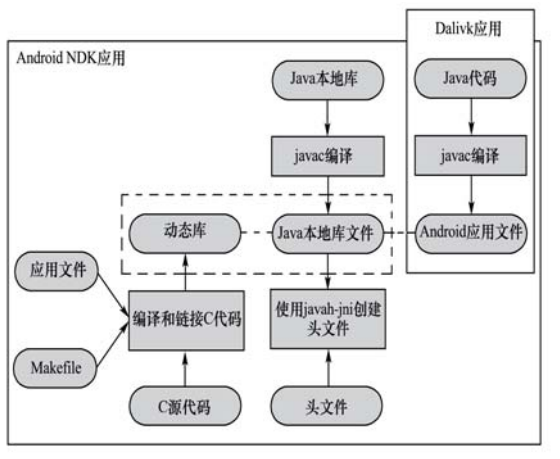 Dalivk应用
Android NDK应用
Java本地库
Java代码
javac编译
javac编译
动态库
Java本地库文件
Android应用文件
应用文件
编译和链接C代码
使用javah-jni创建
头文件
Makefile
C源代码
头文件